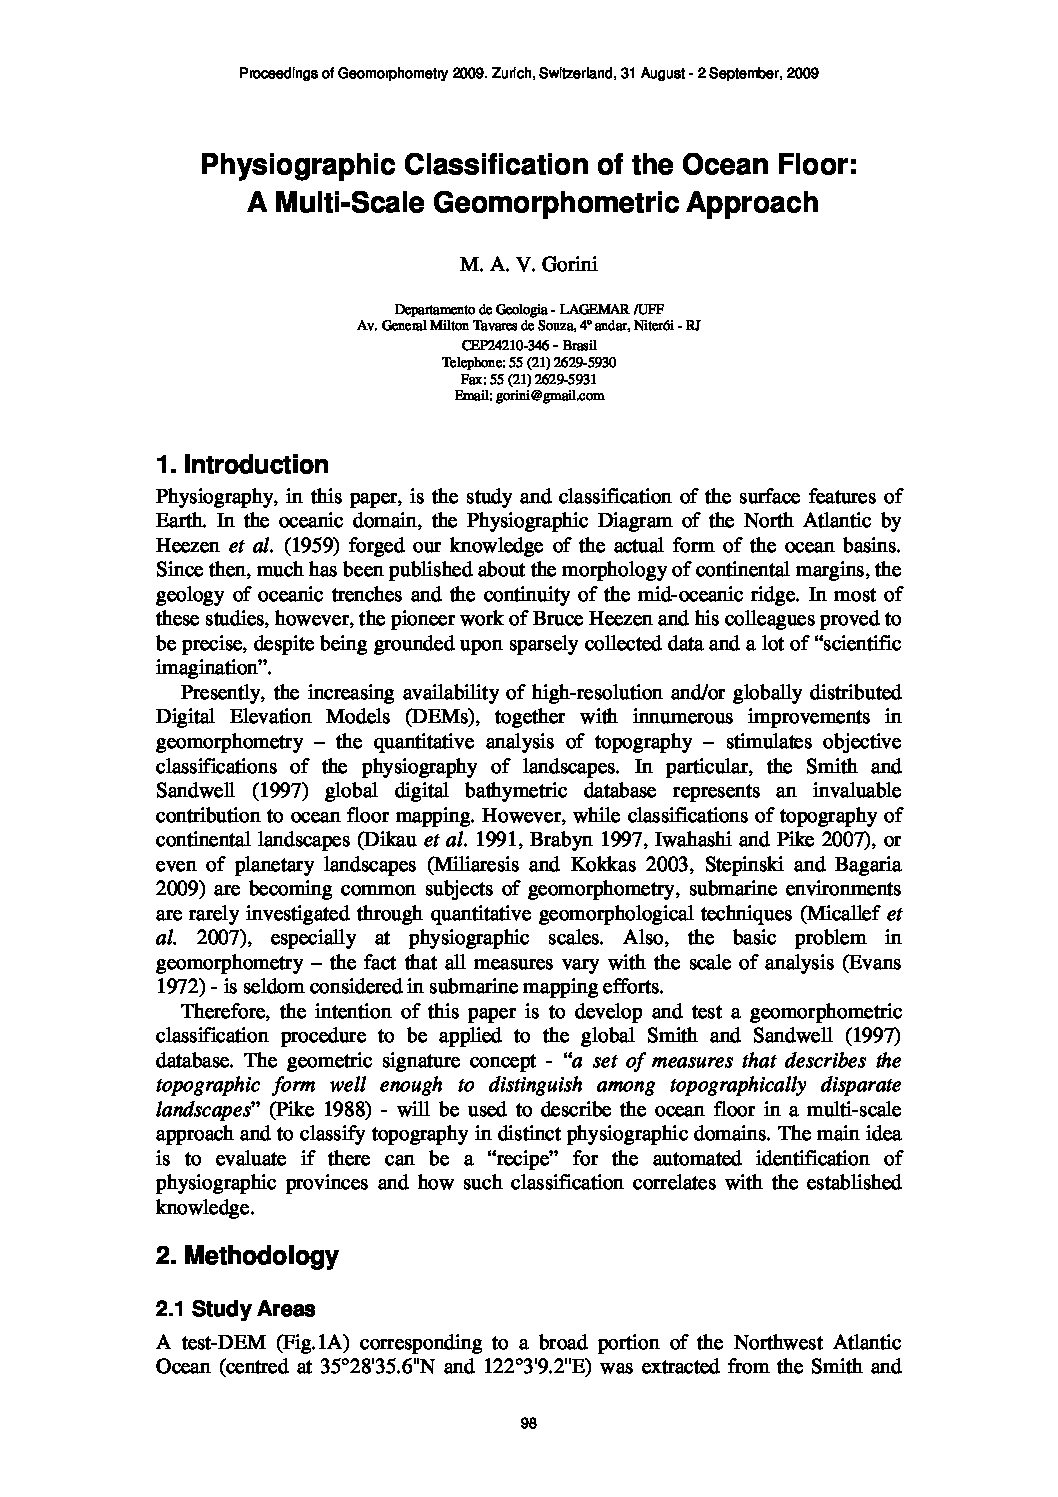 Proceedings of Geomorphometry 2009. Zurich, Switzerland, 31 August - 2 September, 2009
Physiographic Classification of the Ocean Floor:
A Multi-Scale Geomorphometric Approach
M. A. V. Gorini
Departamento de Geologia - LAGEMAR /UFF
Av. General Milton Tavares de Souza, 4º andar, Niterói - RJ
CEP24210-346 - Brasil
Telephone: 55 (21) 2629-5930
Fax: 55 (21) 2629-5931
Email: gorini@gmail.com
1. Introduction
Physiography, in this paper, is the study and classification of the surface features of
Earth. In the oceanic domain, the Physiographic Diagram of the North Atlantic by
Heezen et al. (1959) forged our knowledge of the actual form of the ocean basins.
Since then, much has been published about the morphology of continental margins, the
geology of oceanic trenches and the continuity of the mid-oceanic ridge. In most of
these studies, however, the pioneer work of Bruce Heezen and his colleagues proved to
be precise, despite being grounded upon sparsely collected data and a lot of “scientific
imagination”.
Presently, the increasing availability of high-resolution and/or globally distributed
Digital Elevation Models (DEMs), together with innumerous improvements in
geomorphometry – the quantitative analysis of topography – stimulates objective
classifications of the physiography of landscapes. In particular, the Smith and
Sandwell (1997) global digital bathymetric database represents an invaluable
contribution to ocean floor mapping. However, while classifications of topography of
continental landscapes (Dikau et al. 1991, Brabyn 1997, Iwahashi and Pike 2007), or
even of planetary landscapes (Miliaresis and Kokkas 2003, Stepinski and Bagaria
2009) are becoming common subjects of geomorphometry, submarine environments
are rarely investigated through quantitative geomorphological techniques (Micallef et
al. 2007), especially at physiographic scales. Also, the basic problem in
geomorphometry – the fact that all measures vary with the scale of analysis (Evans
1972) - is seldom considered in submarine mapping efforts.
Therefore, the intention of this paper is to develop and test a geomorphometric
classification procedure to be applied to the global Smith and Sandwell (1997)
database. The geometric signature concept - “a set of measures that describes the
topographic form well enough to distinguish among topographically disparate
landscapes” (Pike 1988) - will be used to describe the ocean floor in a multi-scale
approach and to classify topography in distinct physiographic domains. The main idea
is to evaluate if there can be a “recipe” for the automated identification of
physiographic provinces and how such classification correlates with the established
knowledge.
2. Methodology
2.1 Study Areas
A test-DEM (Fig.1A) corresponding to a broad portion of the Northwest Atlantic
Ocean (centred at 35°28'35.6"N and 122°3'9.2"E) was extracted from the Smith and
98